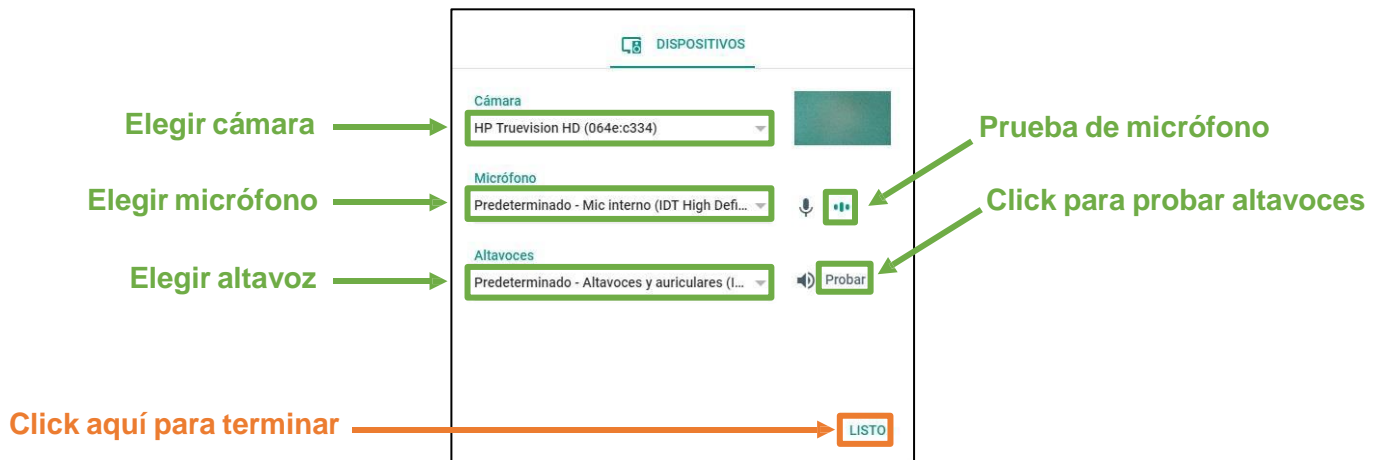 DISPOSITIVOS
Cámara
Elegir cámara
HP Truevision HD (064e:c334)
Prueba de micrófono
Micrófono
Elegir micrófono
Predeterminado - Mic interno (IDT High Defi...
Click para probar altavoces
Altavoces
Elegir altavoz
Predeterminado - Altavoces y auriculares (I...
Probar
Click aquí para terminar
LISTO